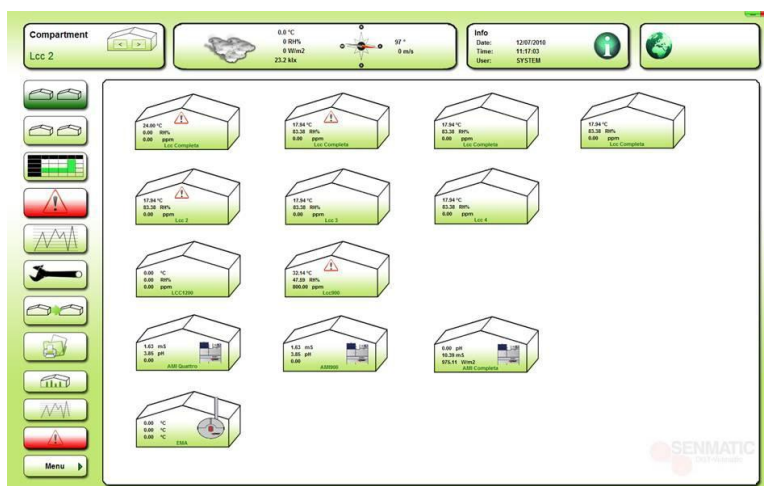 Compartment
Lcc 2
< >
0,0 °C
0 RH%
0 W/m2
23.2 klx
97 °
0 m/s
Info
Date: 12/07/2010
Time: 11:17:03
User: SYSTEM
24.00 °C
0.00 RH%
0.00 ppm
Lcc Completa
17.94 °C
83.38 RH%
0.00 ppm
Lcc Completa
17.94 °C
83.38 RH%
0.00 ppm
Lcc Completa
17.94 °C
83.38 RH%
0.00 ppm
Lcc Completa
17.94 °C
83.38 RH%
0.00 ppm
Lcc 2
17.94 °C
83.38 RH%
0.00 ppm
Lcc 3
17.94 °C
83.38 RH%
0.00 ppm
Lcc 4
0.00 °C
0.00 RH%
0.00 ppm
LCC1200
33.14 °C
47.89 RH%
800.00 ppm
Lcc900
1.63 mS
3.85 pH
0.00
AMI Quattro
1.63 mS
3.85 pH
0.00
AMI900
0.00 pH
10.38 mS
975.11 W/m2
AMI Completa
0.00 °C
0.00 °C
0.00 °C
EMA
Menu
SENMATIC